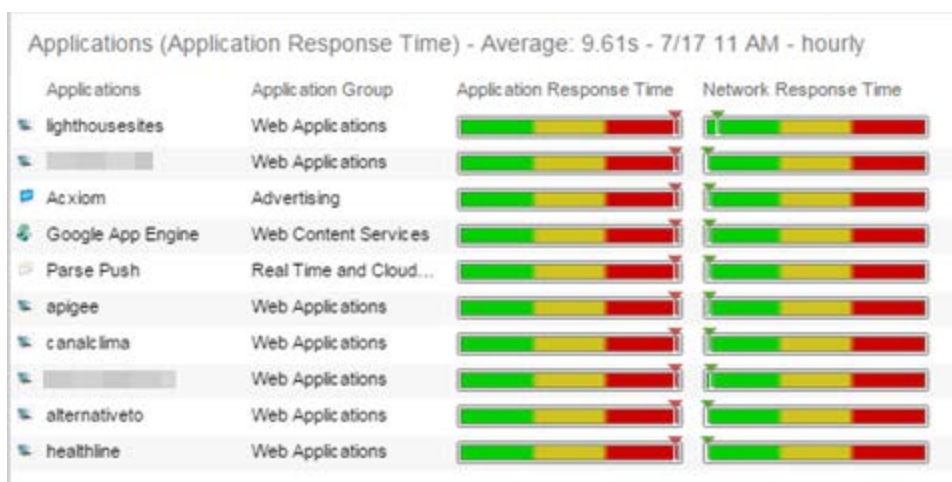 Applications (Application Response Time) - Average: 9.61s - 7/17 11 AM - hourly
Applications Application Group Application Response Time Network Response Time
lighthousesites Web Applications
Web Applications
Acxiom Advertising
Google App Engine Web Content Services
Parse Push Real Time and Cloud...
apigee Web Applications
canalclima Web Applications
Web Applications
alternativeto Web Applications
healthline Web Applications